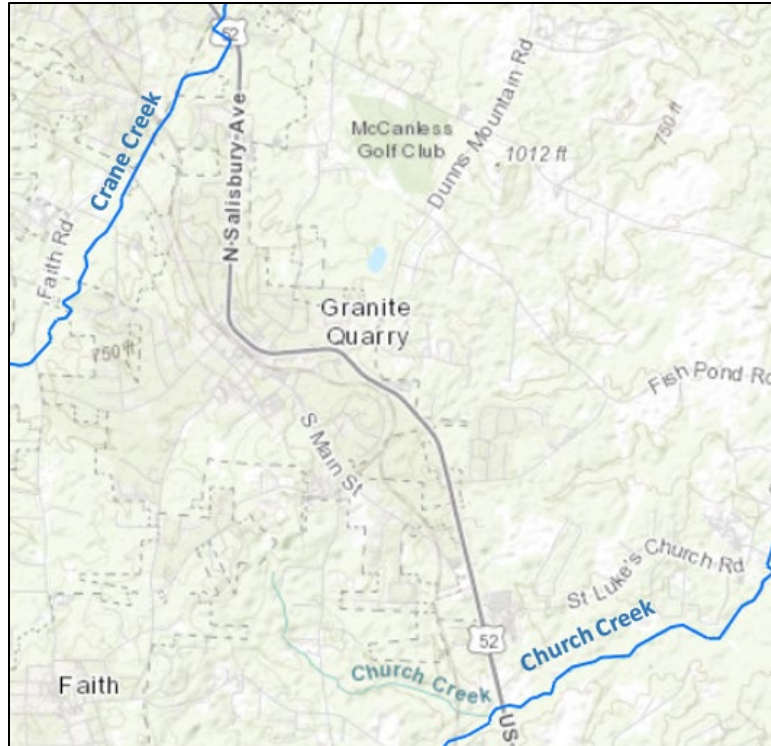 52
Crane Creek
N Salisbury Ave
McCanless
Golf Club
Dunns Mountain Rd
1012 ft
750 ft
Faith Rd
Granite
Quarry
750 ft
Fish Pond Rd
S Main St
St Luke's Church Rd
52
Church Creek
Church Creek
Faith
US-